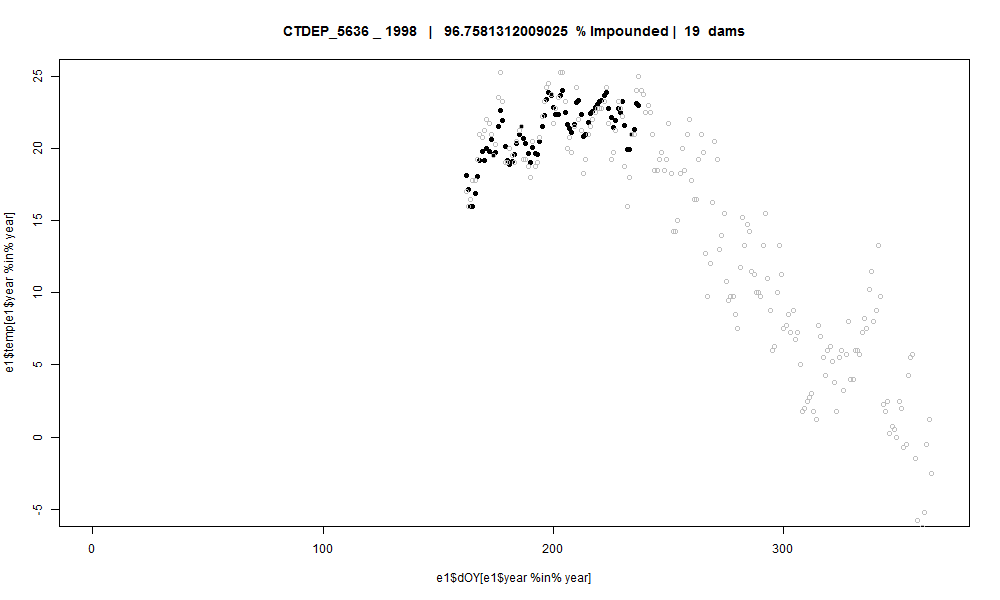 CTDEP_5636 _ 1998 | 96.7581312009025 % Impounded | 19 dams
25
20
15
10
5
0
-5
e1$temp[e1$year %in% year]
0 100 200 300
e1$dOY[e1$year %in% year]